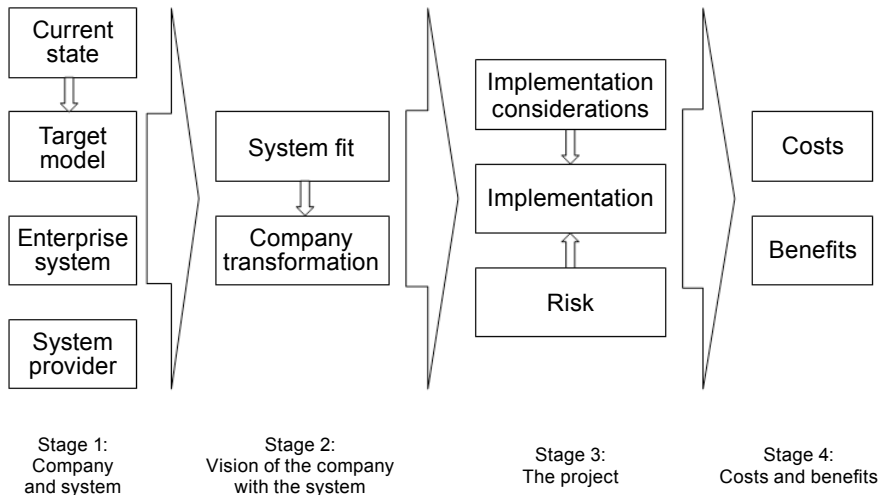 Current
state
Target
model
Enterprise
system
System
provider
System fit
Company
transformation
Implementation
considerations
Implementation
Risk
Costs
Benefits
Stage 1:
Company
and system
Stage 2:
Vision of the company
with the system
Stage 3:
The project
Stage 4:
Costs and benefits